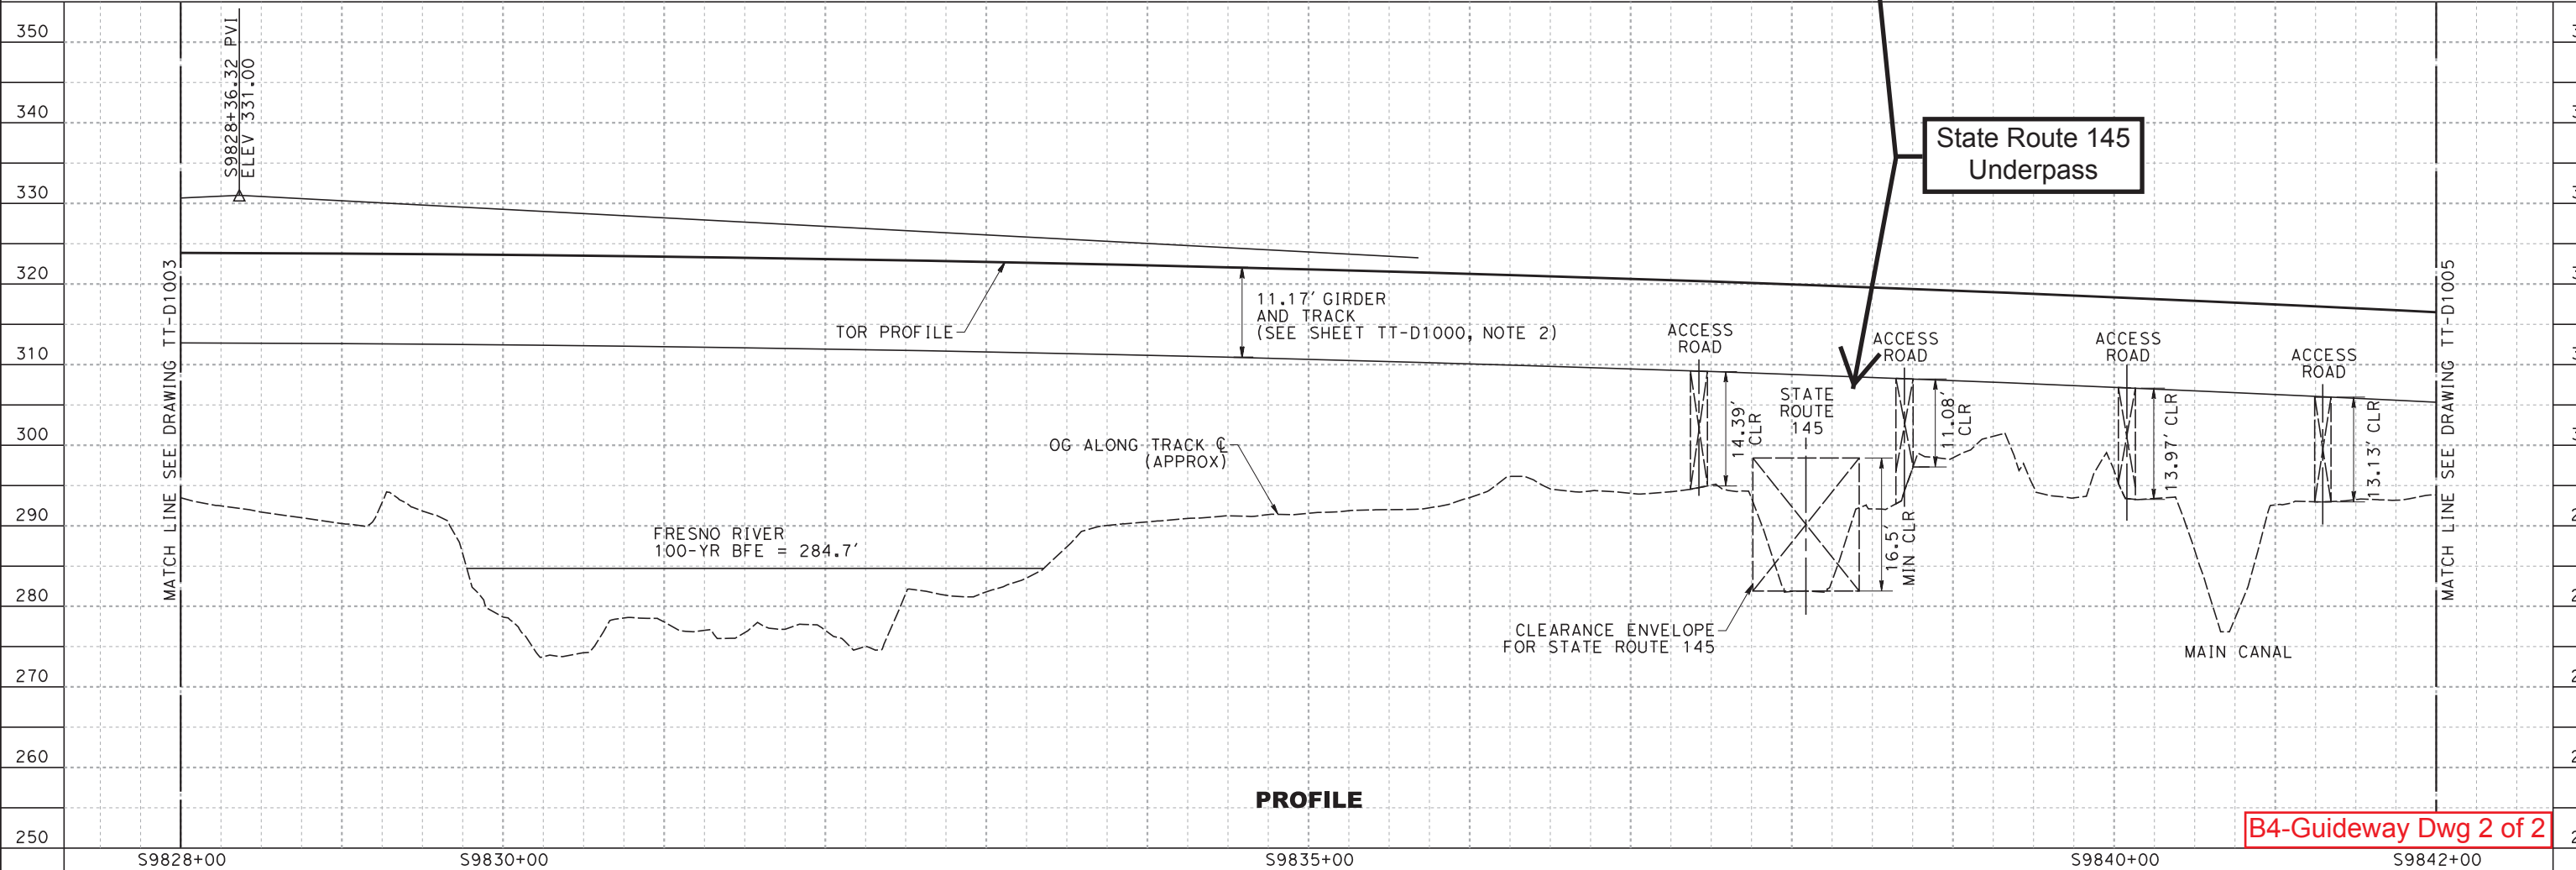 350
340
330
320
310
300
290
280
270
260
250
S9828+36.32 PVI
ELEV 331.00
MATCH LINE SEE DRAWING TT-D1003
State Route 145
Underpass
TOR PROFILE
11.17' GIRDER
AND TRACK
(SEE SHEET TT-D1000, NOTE 2)
OG ALONG TRACK ℄
(APPROX)
FRESNO RIVER
100-YR BFE = 284.7'
ACCESS
ROAD
14.39'
CLR
STATE
ROUTE
145
ACCESS
ROAD
11.08'
CLR
16.5'
MIN CLR
CLEARANCE ENVELOPE
FOR STATE ROUTE 145
ACCESS
ROAD
13.97' CLR
ACCESS
ROAD
13.13' CLR
MAIN CANAL
MATCH LINE SEE DRAWING TT-D1005
PROFILE
B4-Guideway Dwg 2 of 2
S9828+00
S9830+00
S9835+00
S9840+00
S9842+00